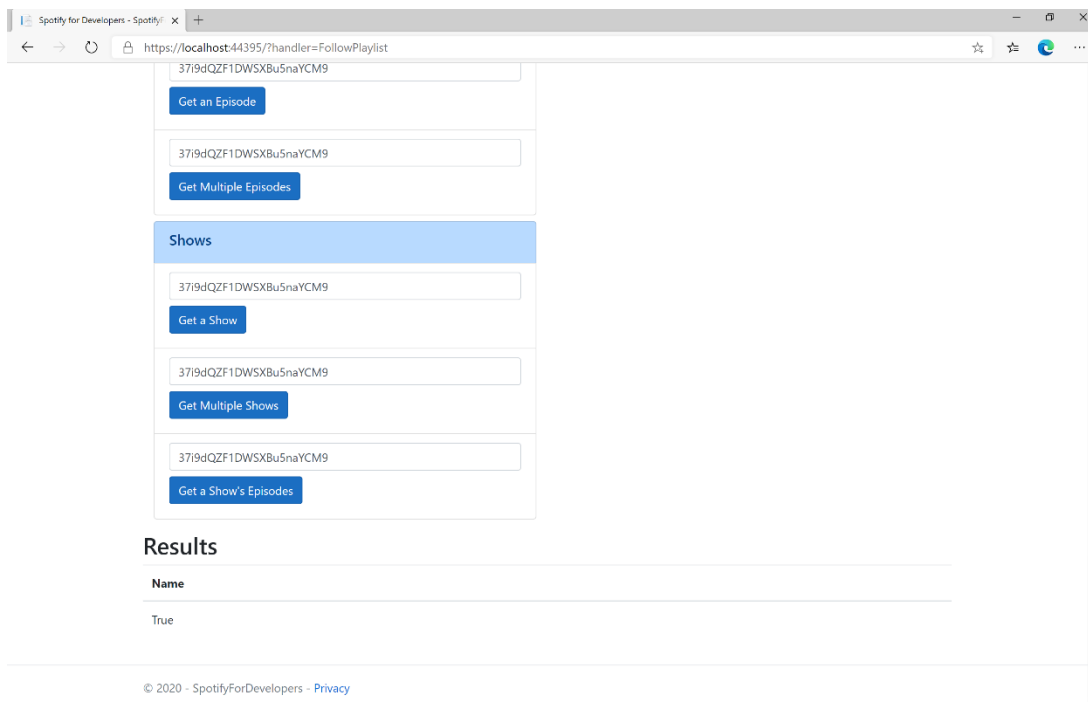 Spotify for Developers - Spotify
https://localhost:44395/?handler=FollowPlaylist
37i9dQZF1DWSXBu5naYCM9
Get an Episode
37i9dQZF1DWSXBu5naYCM9
Get Multiple Episodes
Shows
37i9dQZF1DWSXBu5naYCM9
Get a Show
37i9dQZF1DWSXBu5naYCM9
Get Multiple Shows
37i9dQZF1DWSXBu5naYCM9
Get a Show's Episodes
Results
Name
True
© 2020 - SpotifyForDevelopers - Privacy